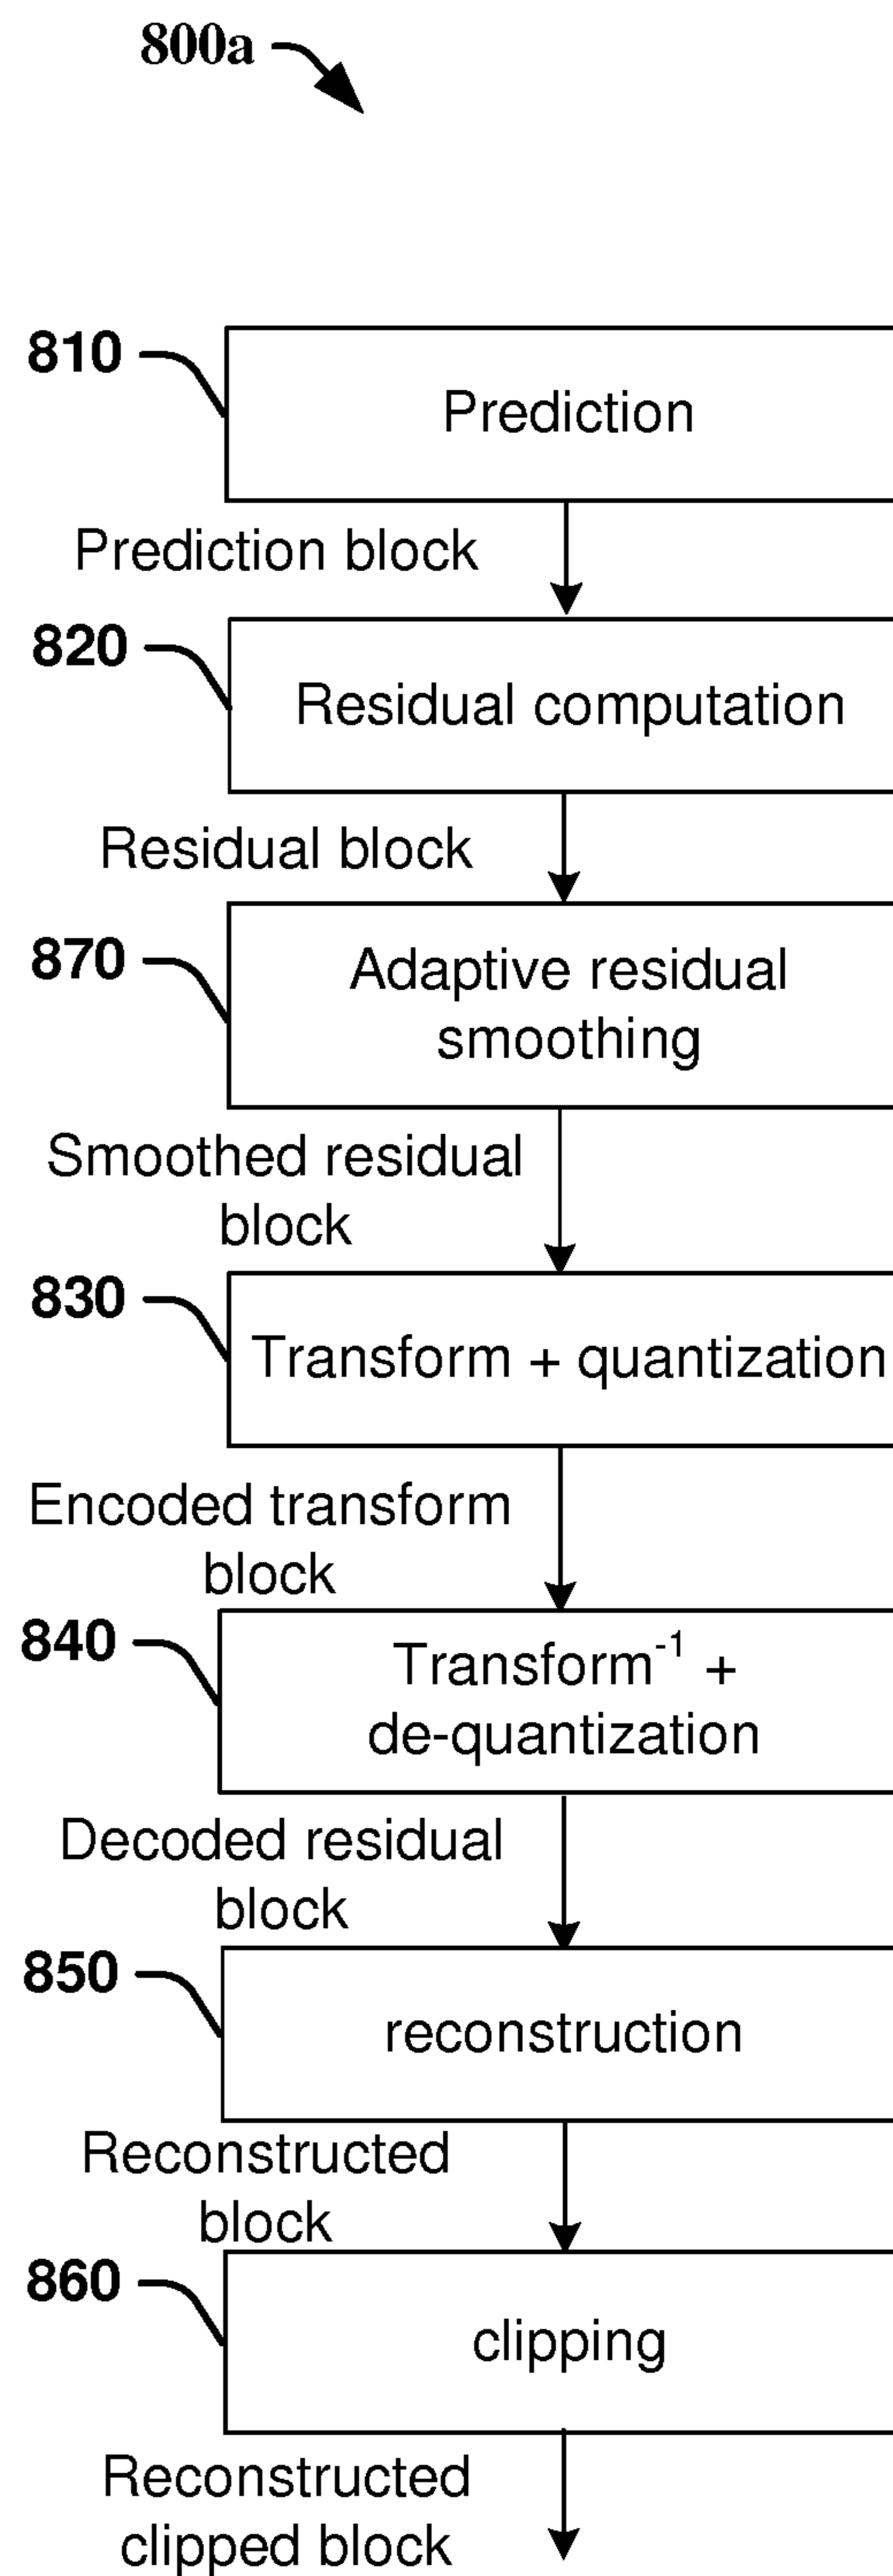 800a
810
Prediction
Prediction block
820
Residual computation
Residual block
870
Adaptive residual
smoothing
Smoothed residual
block
830
Transform + quantization
Encoded transform
block
840
Transform⁻¹ +
de-quantization
Decoded residual
block
850
reconstruction
Reconstructed
block
860
clipping
Reconstructed
clipped block